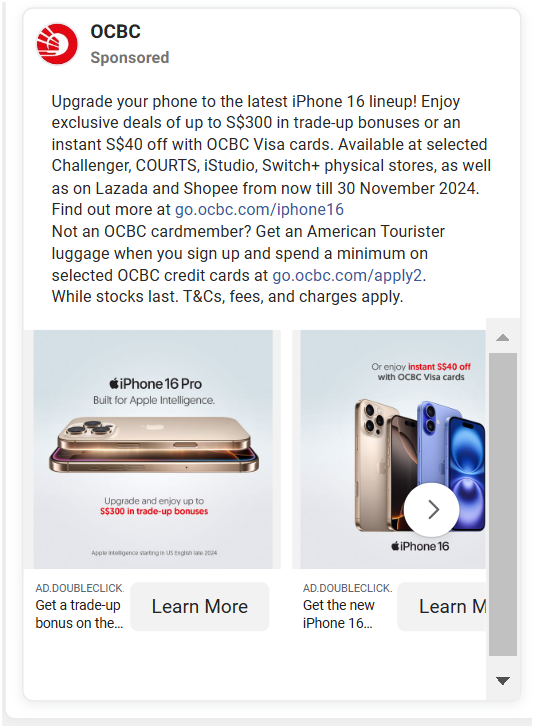 OCBC
Sponsored
Upgrade your phone to the latest iPhone 16 lineup! Enjoy
exclusive deals of up to S$300 in trade-up bonuses or an
instant S$40 off with OCBC Visa cards. Available at selected
Challenger, COURTS, iStudio, Switch+ physical stores, as well
as on Lazada and Shopee from now till 30 November 2024.
Find out more at go.ocbc.com/iphone16
Not an OCBC cardmember? Get an American Tourister
luggage when you sign up and spend a minimum on
selected OCBC credit cards at go.ocbc.com/apply2.
While stocks last. T&Cs, fees, and charges apply.
iPhone 16 Pro
Built for Apple Intelligence.
Upgrade and enjoy up to
S$300 in trade-up bonuses
Apple Intelligence starting in US English late 2024
Or enjoy instant S$40 off
with OCBC Visa cards
iPhone 16
AD.DOUBLECLICK.
Get a trade-up
bonus on the...
Learn More
AD.DOUBLECLICK.
Get the new
iPhone 16...
Learn M